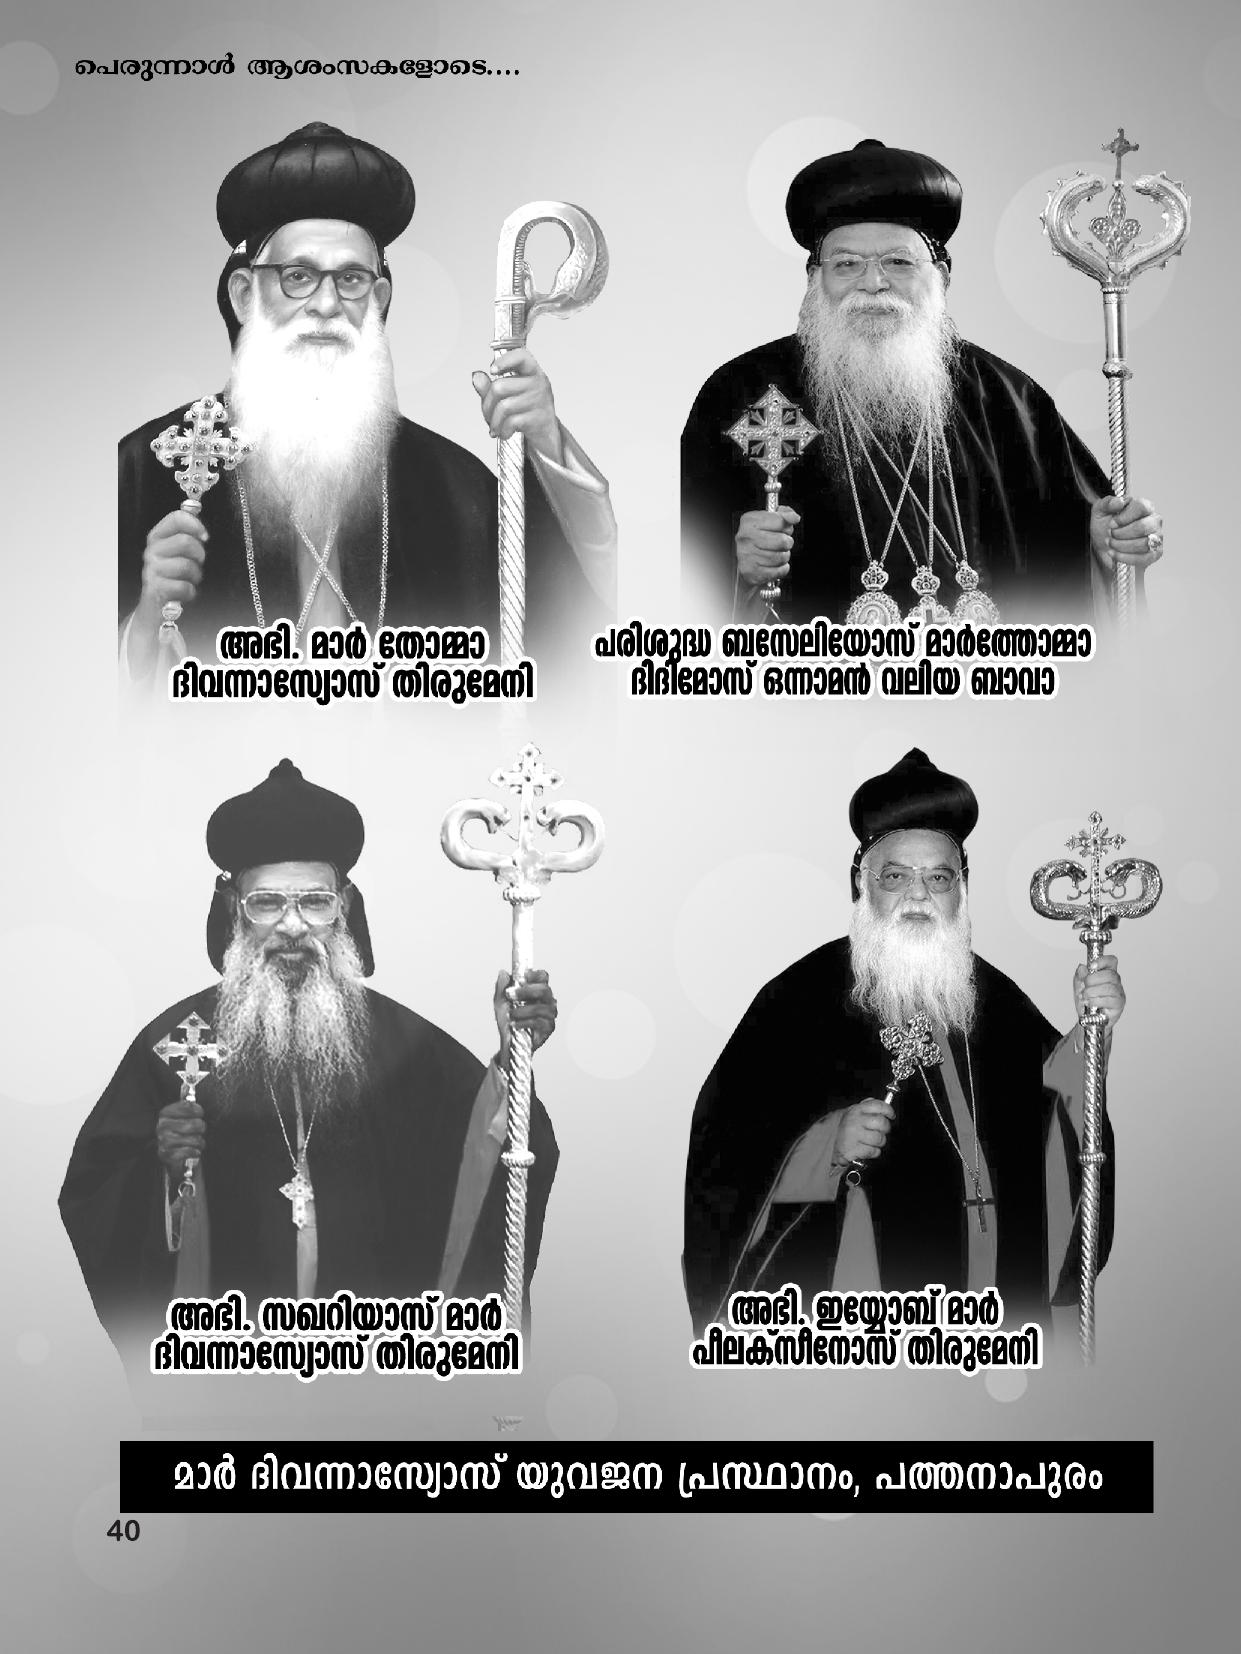 പെരുന്നാൾ ആശംസകളോടെ....
അഭി. മാർ തോമ്മാ
ദിവന്നാസ്യോസ് തിരുമേനി
പരിശുദ്ധ ബസേലിയോസ് മാർത്തോമ്മാ
ദിദിമോസ് ഒന്നാമൻ വലിയ ബാവാ
അഭി. സഖറിയാസ് മാർ
ദിവന്നാസ്യോസ് തിരുമേനി
അഭി. ഇയ്യോബ് മാർ
പീലക്സീനോസ് തിരുമേനി
മാർ ദിവന്നാസ്യോസ് യുവജന പ്രസ്ഥാനം, പത്തനാപുരം
40